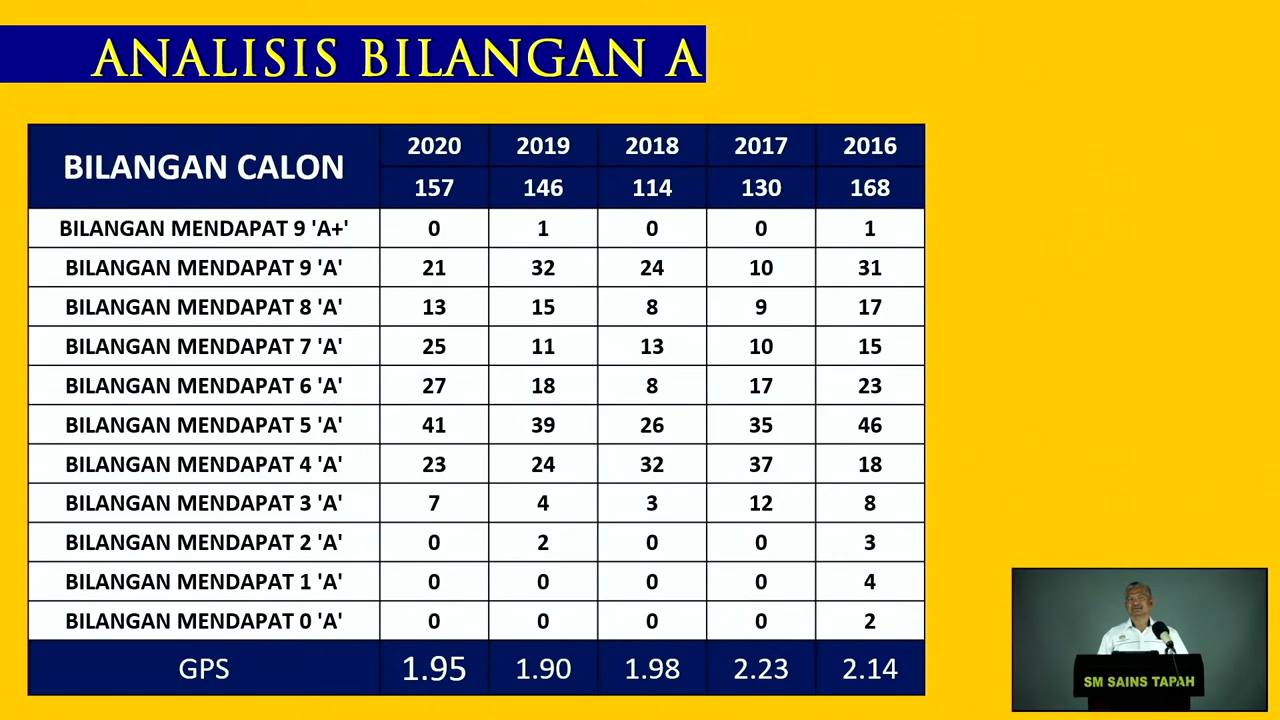 ANALISIS BILANGAN A
BILANGAN CALON 2020 2019 2018 2017 2016
157 146 114 130 168
BILANGAN MENDAPAT 9 'A+' 0 1 0 0 1
BILANGAN MENDAPAT 9 'A' 21 32 24 10 31
BILANGAN MENDAPAT 8 'A' 13 15 8 9 17
BILANGAN MENDAPAT 7 'A' 25 11 13 10 15
BILANGAN MENDAPAT 6 'A' 27 18 8 17 23
BILANGAN MENDAPAT 5 'A' 41 39 26 35 46
BILANGAN MENDAPAT 4 'A' 23 24 32 37 18
BILANGAN MENDAPAT 3 'A' 7 4 3 12 8
BILANGAN MENDAPAT 2 'A' 0 2 0 0 3
BILANGAN MENDAPAT 1 'A' 0 0 0 0 4
BILANGAN MENDAPAT 0 'A' 0 0 0 0 2
GPS 1.95 1.90 1.98 2.23 2.14
SM SAINS TAPAH